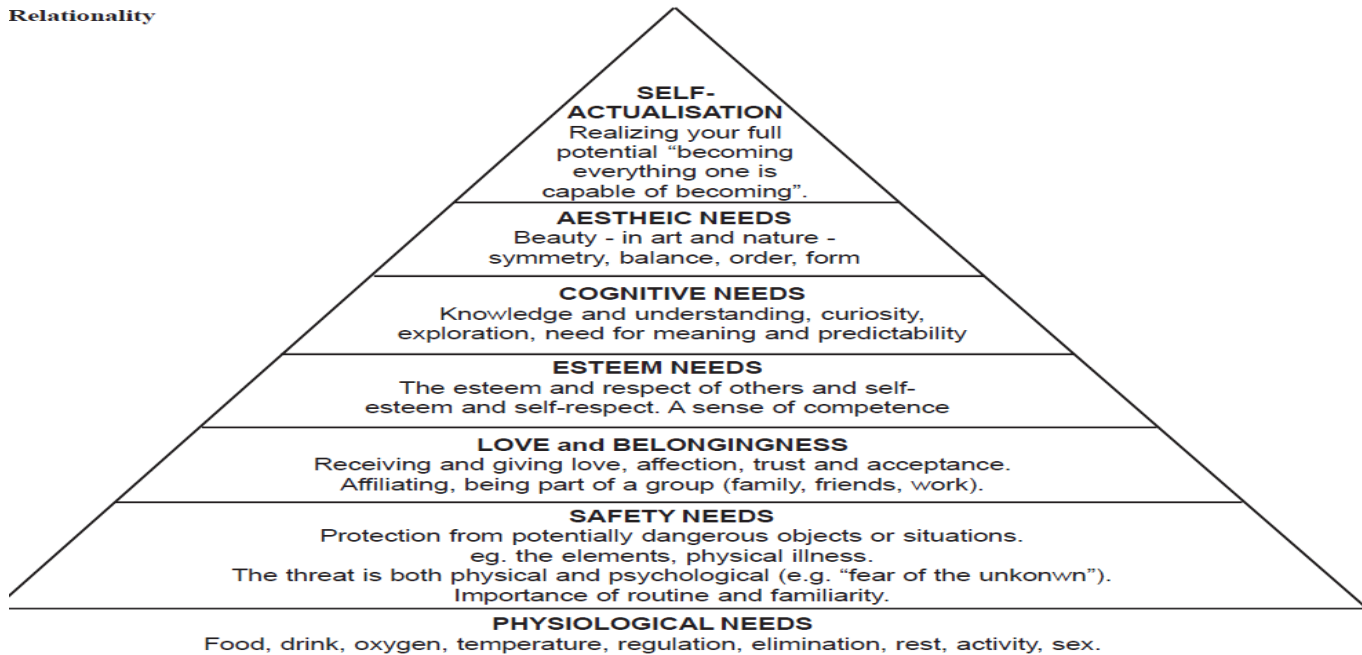 Relationality
SELF-
ACTUALISATION
Realizing your full
potential “becoming
everything one is
capable of becoming”.
AESTHEIC NEEDS
Beauty - in art and nature -
symmetry, balance, order, form
COGNITIVE NEEDS
Knowledge and understanding, curiosity,
exploration, need for meaning and predictability
ESTEEM NEEDS
The esteem and respect of others and self-
esteem and self-respect. A sense of competence
LOVE and BELONGINGNESS
Receiving and giving love, affection, trust and acceptance.
Affiliating, being part of a group (family, friends, work).
SAFETY NEEDS
Protection from potentially dangerous objects or situations.
eg. the elements, physical illness.
The threat is both physical and psychological (e.g. “fear of the unkonwn”).
Importance of routine and familiarity.
PHYSIOLOGICAL NEEDS
Food, drink, oxygen, temperature, regulation, elimination, rest, activity, sex.